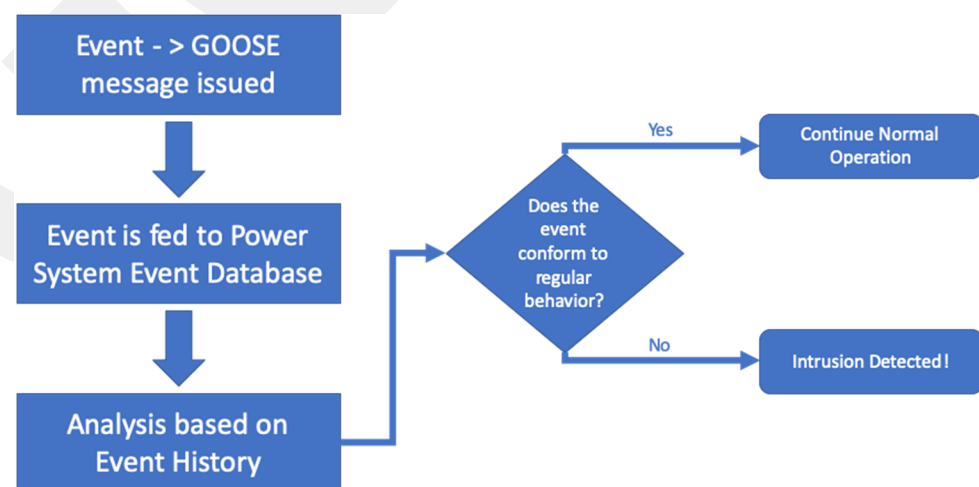 Event - > GOOSE
message issued
Event is fed to Power
System Event Database
Analysis based on
Event History
Does the
event
conform to
regular
behavior?
Yes
Continue Normal
Operation
No
Intrusion Detected!